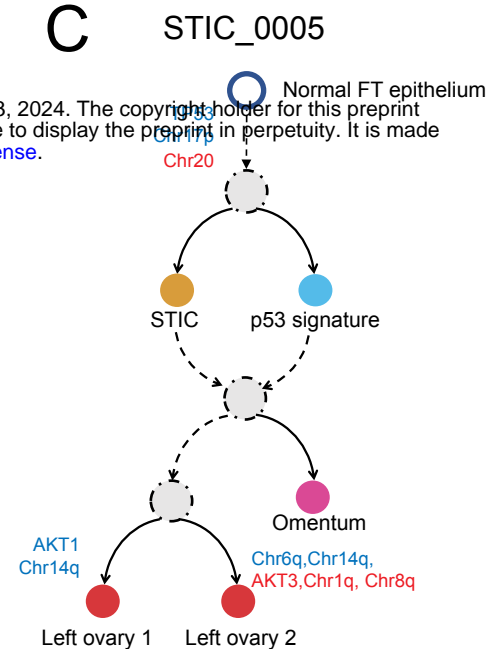 C STIC_0005
Normal FT epithelium
3, 2024. The copyright holder for this preprint
TP53
e to display the preprint in perpetuity. It is made
Chr17p
ense.
Chr20
STIC p53 signature
Omentum
AKT1
Chr14q
Chr6q,Chr14q,
AKT3,Chr1q, Chr8q
Left ovary 1 Left ovary 2